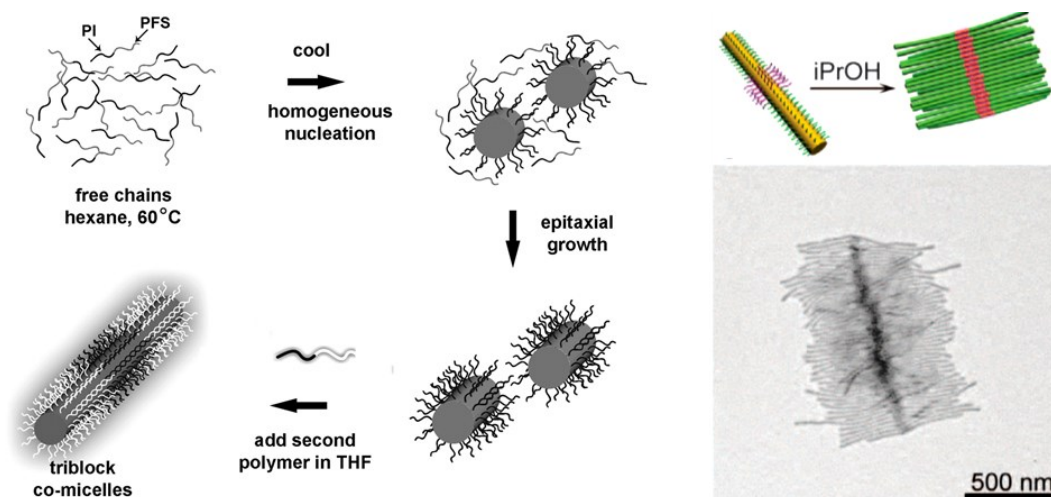 PI
PFS
cool
homogeneous
nucleation
free chains
hexane, 60°C
epitaxial
growth
add second
polymer in THF
triblock
co-micelles
iPrOH
500 nm